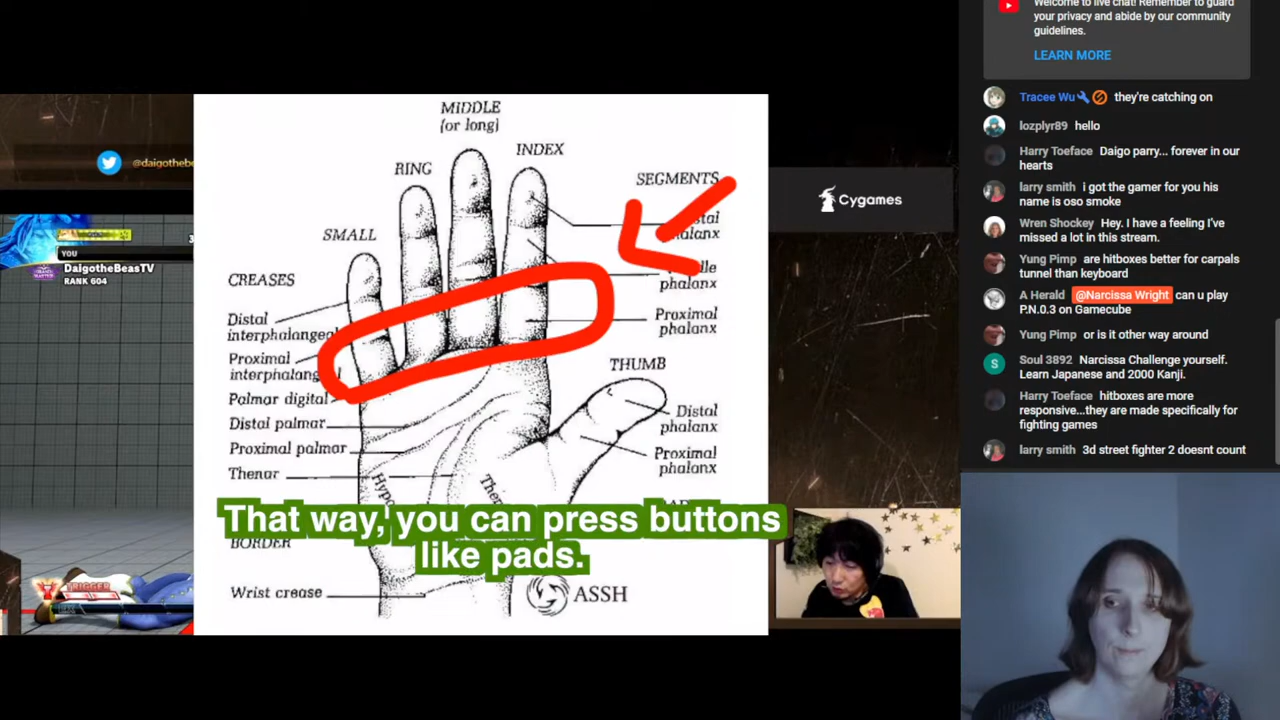 @daigothebe
YOU
DaigotheBeasTV
RANK 604
TRIGGER
MIDDLE
(or long)
INDEX
RING
SEGMENTS
SMALL
CREASES
phalanx
Distal
interphalangeal
Proximal
phalanx
Proximal
interphalang
THUMB
Palmar digital
Distal
phalanx
Distal palmar
Proximal palmar
Proximal
phalanx
Thenar
That way, you can press buttons
like pads.
BORDER
Wrist crease
ASSH
Cygames
Welcome to live chat! Remember to guard
your privacy and abide by our community
guidelines.
LEARN MORE
Tracee Wu they're catching on
lozplyr89 hello
Harry Toeface Daigo parry... forever in our
hearts
larry smith i got the gamer for you his
name is oso smoke
Wren Shockey Hey. I have a feeling I've
missed a lot in this stream.
Yung Pimp are hitboxes better for carpals
tunnel than keyboard
A Herald @Narcissa Wright can u play
P.N.0.3 on Gamecube
Yung Pimp or is it other way around
Soul 3892 Narcissa Challenge yourself.
Learn Japanese and 2000 Kanji.
Harry Toeface hitboxes are more
responsive...they are made specifically for
fighting games
larry smith 3d street fighter 2 doesnt count